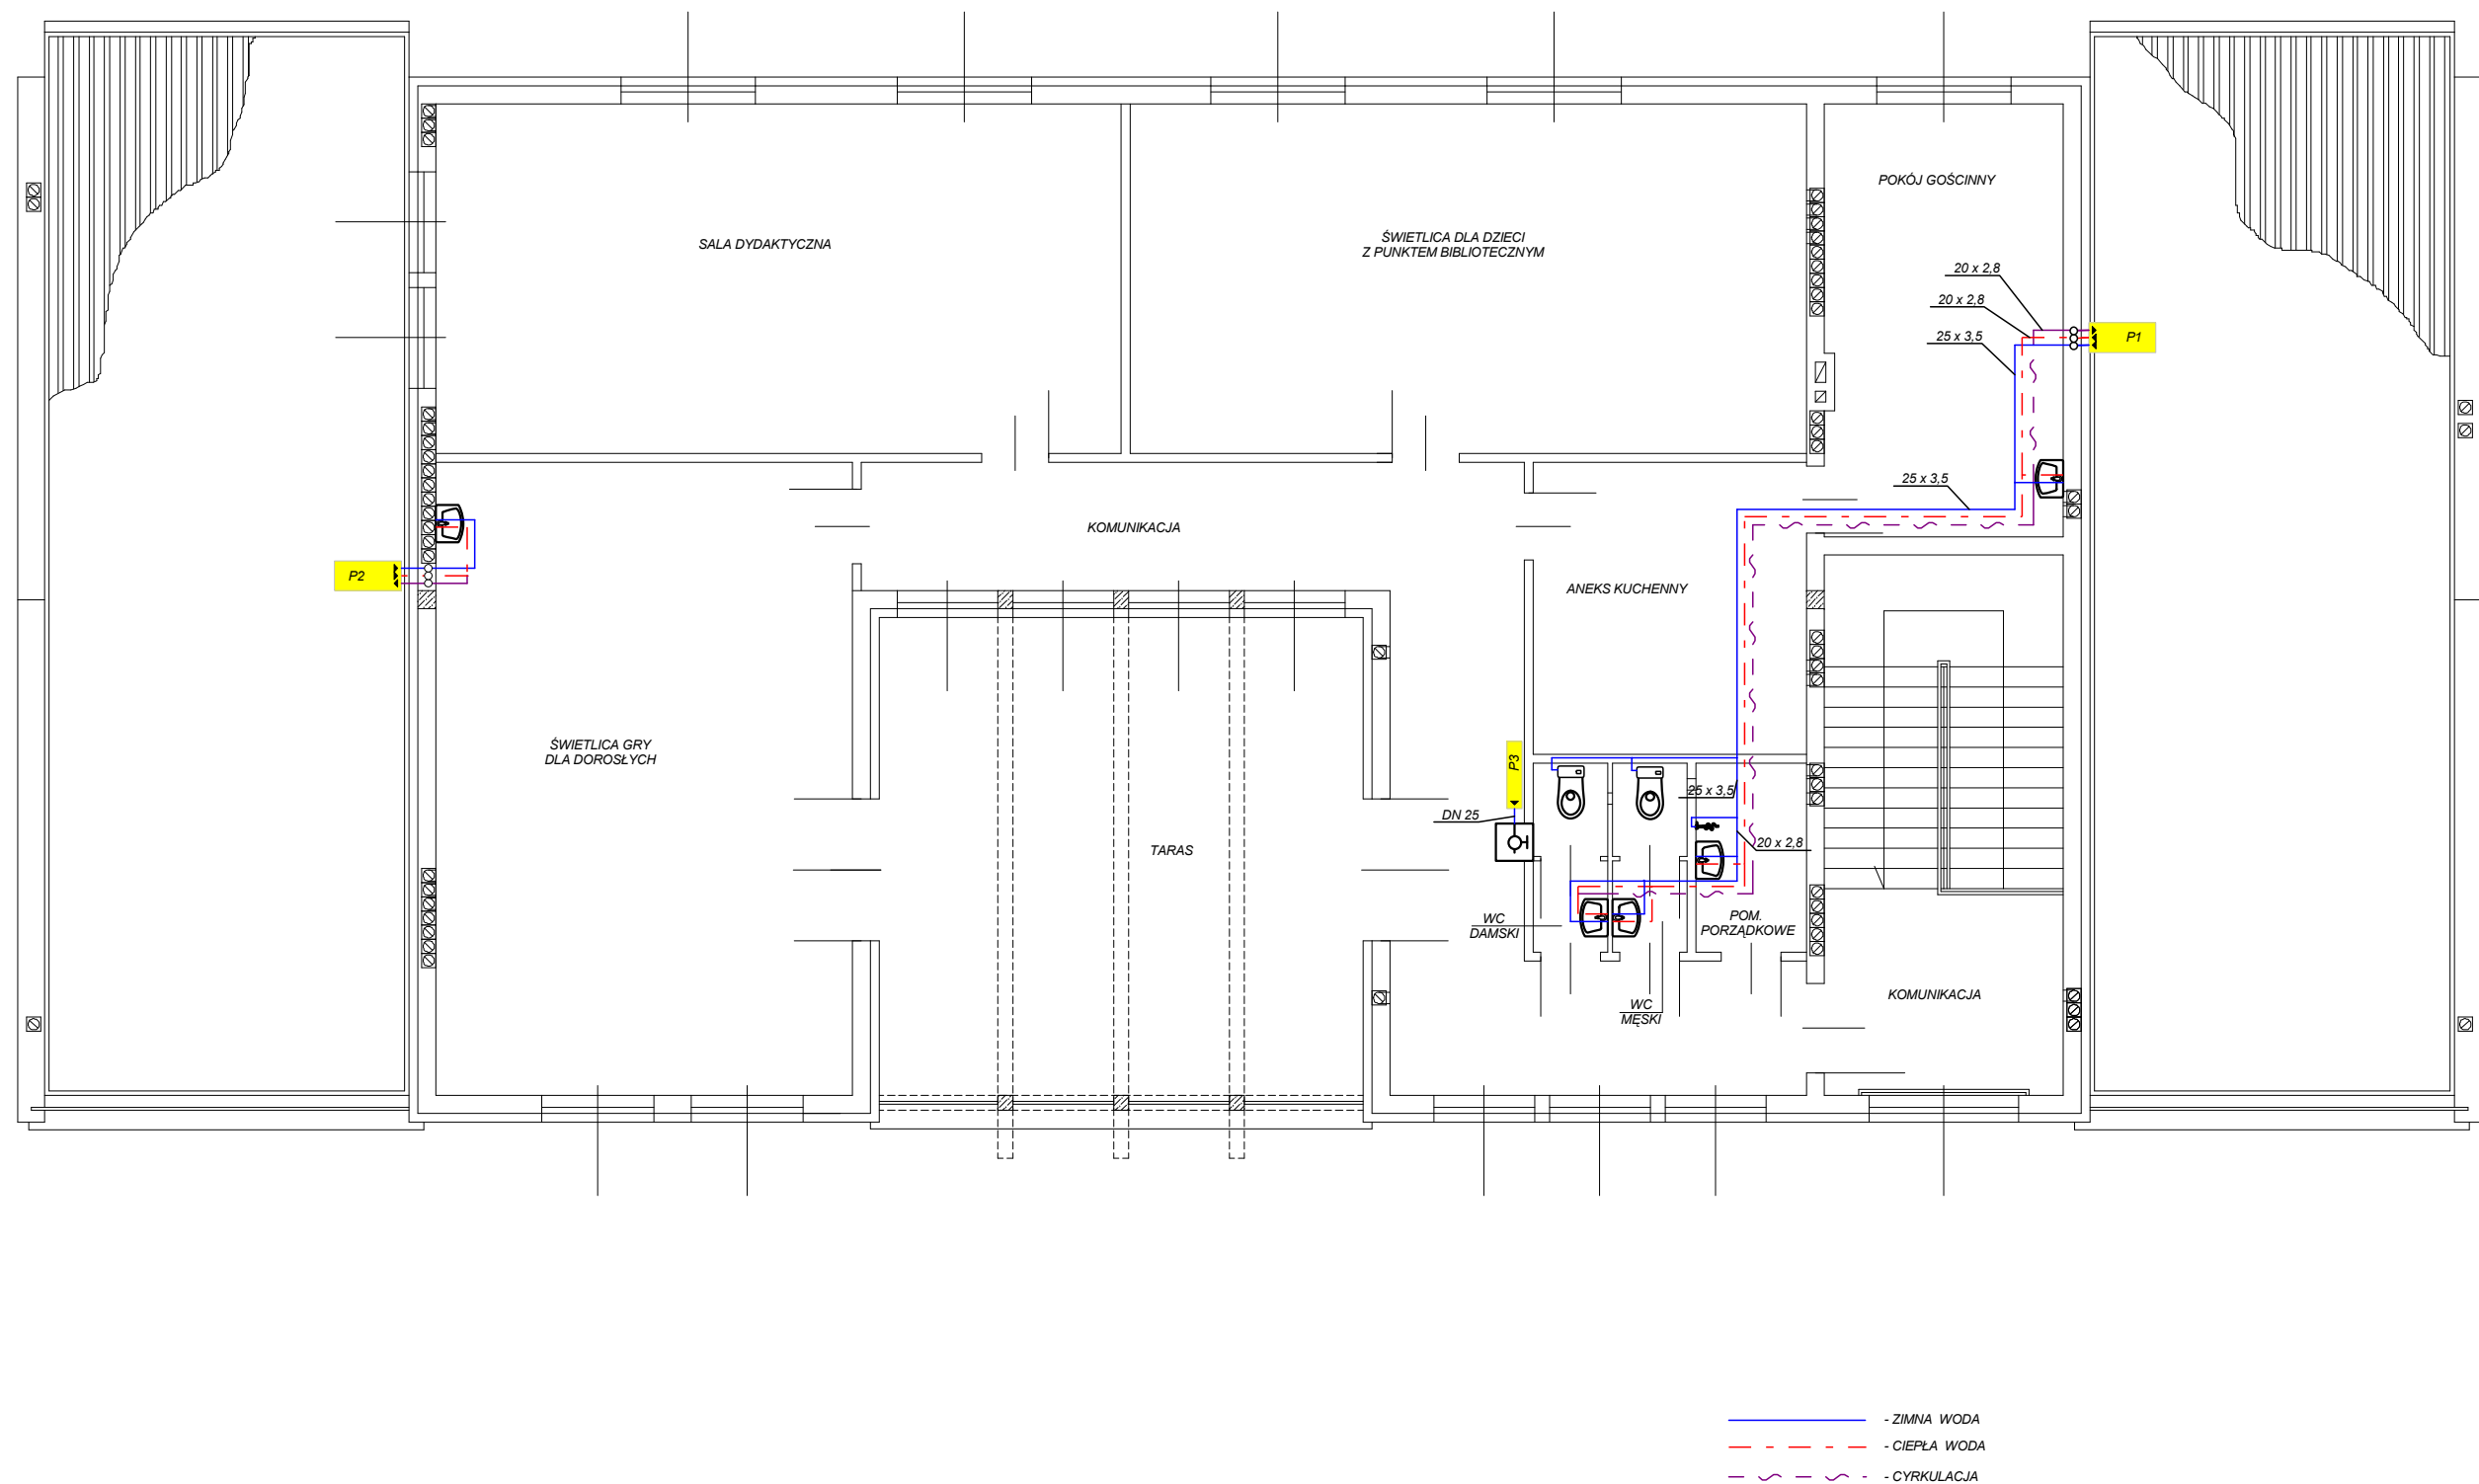 POKÓJ GOŚCINNY
SALA DYDAKTYCZNA
ŚWIETLICA DLA DZIECI
Z PUNKTEM BIBLIOTECZNYM
20 x 2,8
20 x 2,8
25 x 3,5
P1
25 x 3,5
KOMUNIKACJA
P2
ANEKS KUCHENNY
ŚWIETLICA GRY
DLA DOROSŁYCH
P3
25 x 3,5
DN 25
20 x 2,8
TARAS
WC
DAMSKI
POM.
PORZĄDKOWE
KOMUNIKACJA
WC
MĘSKI
- ZIMNA WODA
- CIEPŁA WODA
- CYRKULACJA